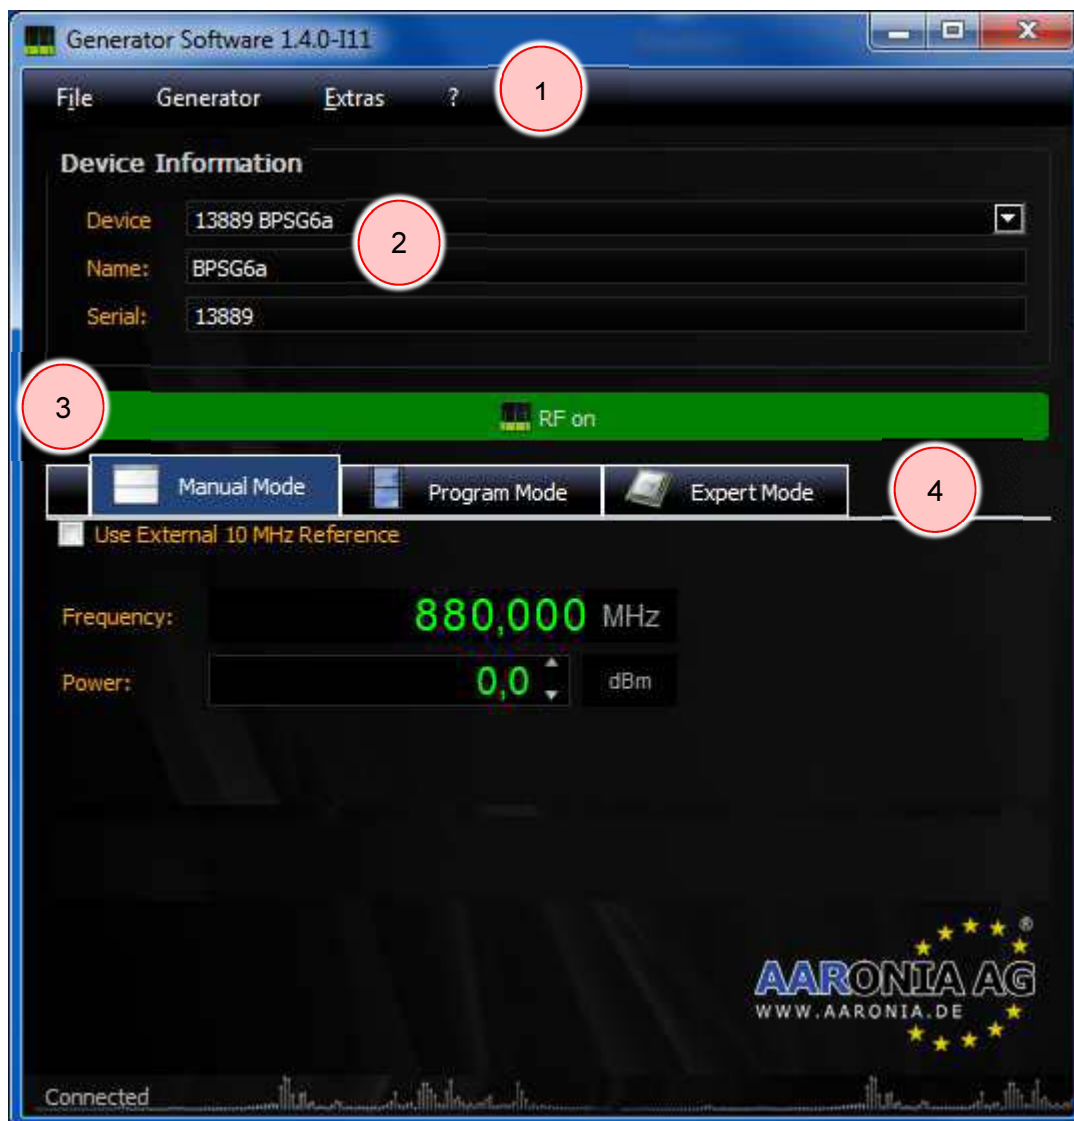 Generator Software 1.4.0-I11
File Generator Extras ? 1
Device Information
Device 13889 BPSG6a
2
Name: BPSG6a
Serial: 13889
3
RF on
Manual Mode Program Mode Expert Mode 4
Use External 10 MHz Reference
Frequency: 880,000 MHz
Power: 0,0 dBm
®
AARONIA AG
WWW.AARONIA.DE
Connected